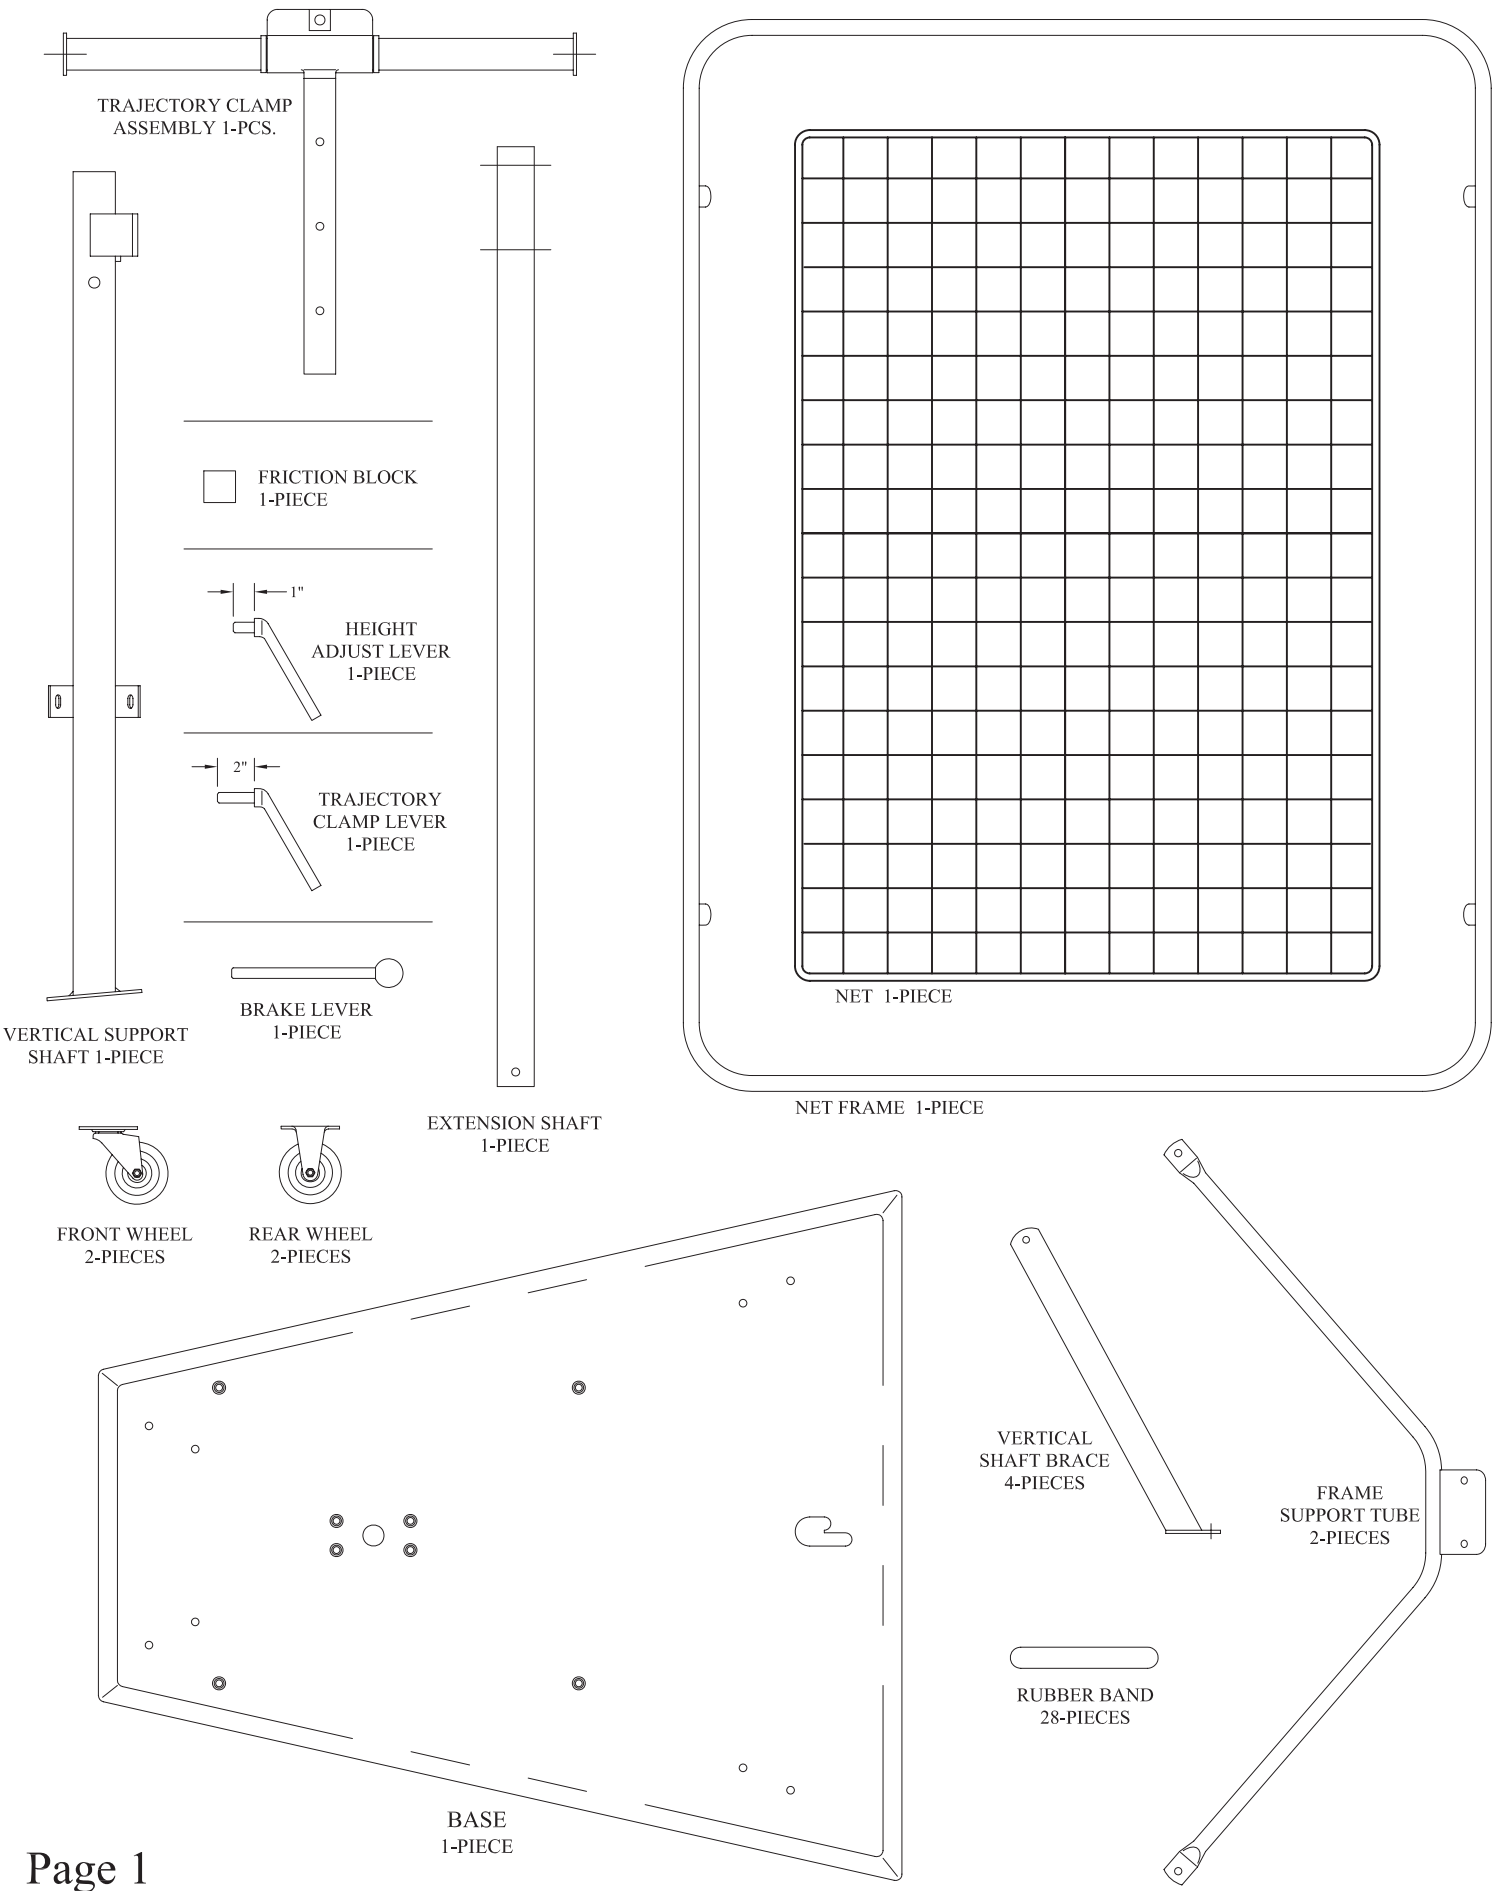 TRAJECTORY CLAMP
ASSEMBLY 1-PCS.
FRICTION BLOCK
1-PIECE
1"
HEIGHT
ADJUST LEVER
1-PIECE
2"
TRAJECTORY
CLAMP LEVER
1-PIECE
BRAKE LEVER
1-PIECE
VERTICAL SUPPORT
SHAFT 1-PIECE
NET 1-PIECE
NET FRAME 1-PIECE
EXTENSION SHAFT
1-PIECE
FRONT WHEEL
2-PIECES
REAR WHEEL
2-PIECES
VERTICAL
SHAFT BRACE
4-PIECES
FRAME
SUPPORT TUBE
2-PIECES
RUBBER BAND
28-PIECES
BASE
1-PIECE
Page 1